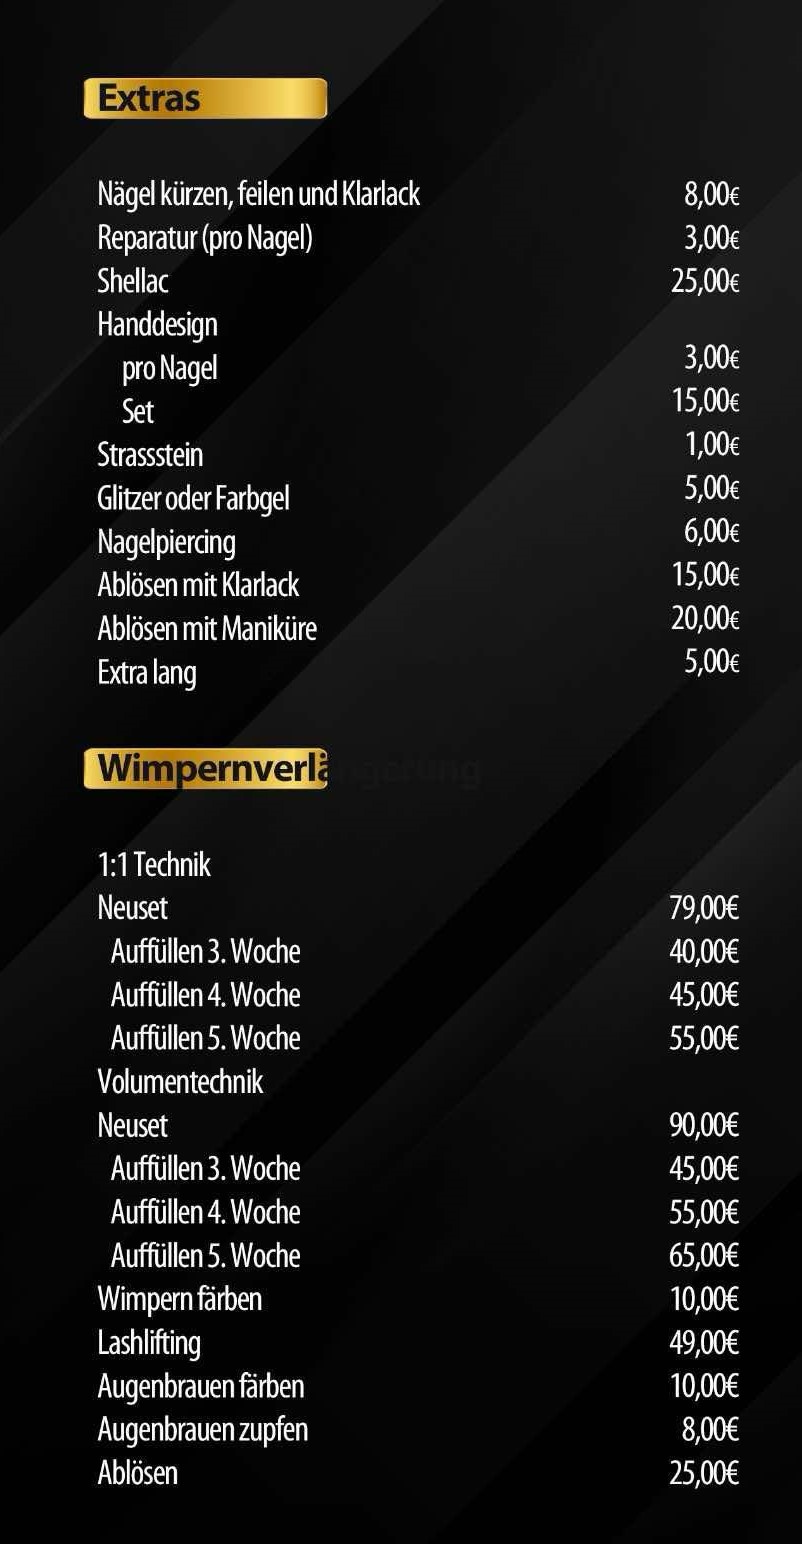 Extras
Nägel kürzen, feilen und Klarlack 8,00€
Reparatur (pro Nagel) 3,00€
Shellac 25,00€
Handdesign
pro Nagel 3,00€
Set 15,00€
Strassstein 1,00€
Glitzer oder Farbgel 5,00€
Nagelpiercing 6,00€
Ablösen mit Klarlack 15,00€
Ablösen mit Maniküre 20,00€
Extra lang 5,00€
Wimpernverlängerung
1:1 Technik
Neuset 79,00€
Auffüllen 3. Woche 40,00€
Auffüllen 4. Woche 45,00€
Auffüllen 5. Woche 55,00€
Volumentechnik
Neuset 90,00€
Auffüllen 3. Woche 45,00€
Auffüllen 4. Woche 55,00€
Auffüllen 5. Woche 65,00€
Wimpern färben 10,00€
Lashlifting 49,00€
Augenbrauen färben 10,00€
Augenbrauen zupfen 8,00€
Ablösen 25,00€